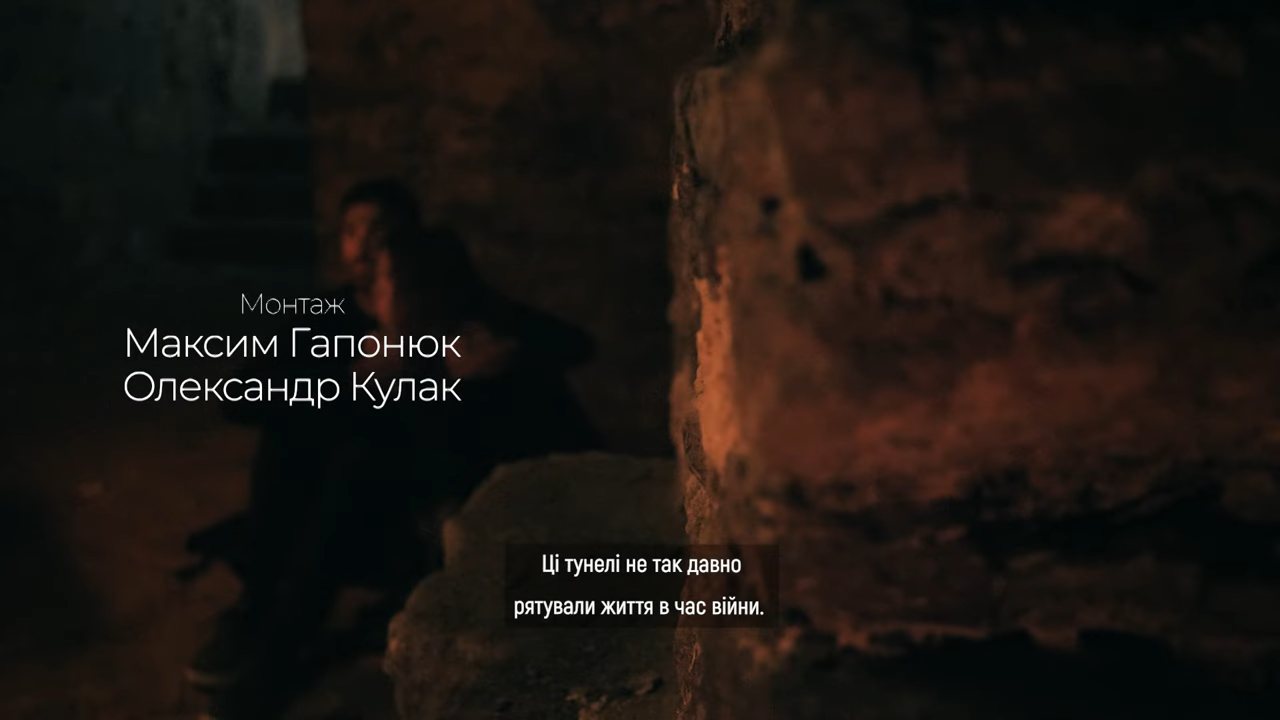 Монтаж
Максим Гапонюк
Олександр Кулак
Ці тунелі не так давно
рятували життя в час війни.